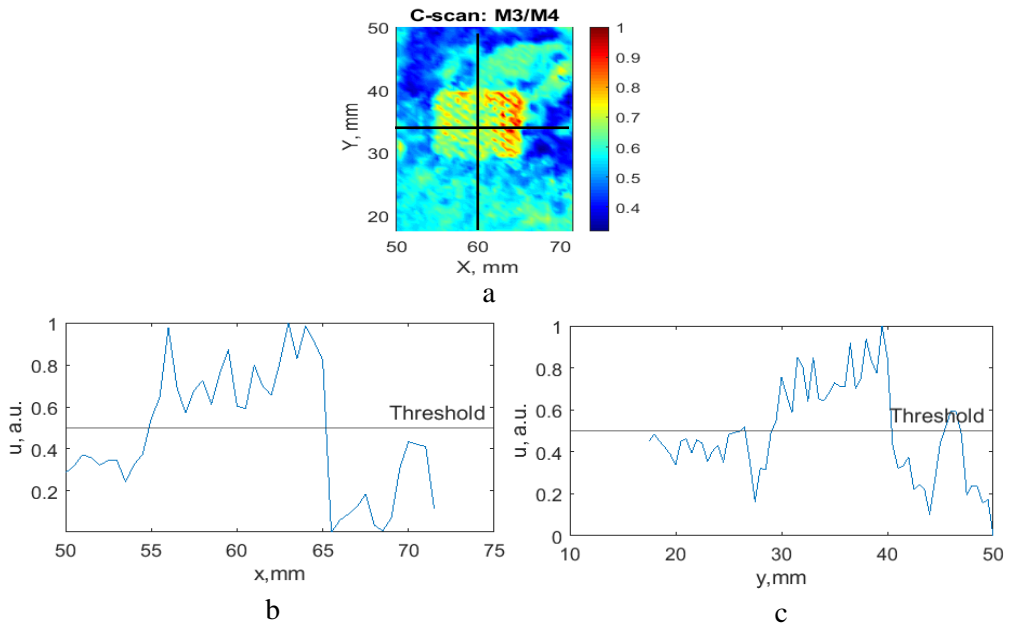 C-scan: M3/M4
50
40
30
20
Y, mm
50 60 70
X, mm
1
0.9
0.8
0.7
0.6
0.5
0.4
a
1
0.8
0.6
0.4
0.2
u, a.u.
Threshold
50 55 60 65 70 75
x,mm
b
1
0.8
0.6
0.4
0.2
0
u, a.u.
Threshold
10 20 30 40 50
y,mm
c